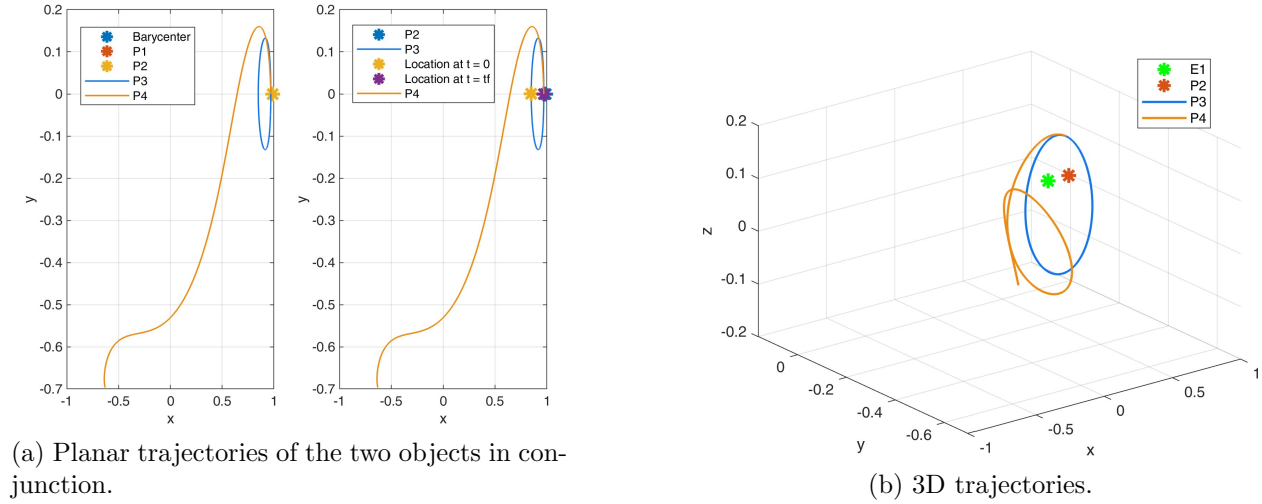 0.2
0.1
0
-0.1
-0.2
-0.3
-0.4
-0.5
-0.6
-0.7
y
-1
-0.5
0
0.5
1
x
Barycenter
P1
P2
P3
P4
0.2
0.1
0
-0.1
-0.2
-0.3
-0.4
-0.5
-0.6
-0.7
y
-1
-0.5
0
0.5
1
x
P2
P3
Location at t = 0
Location at t = tf
P4
(a) Planar trajectories of the two objects in con-
junction.
E1
P2
P3
P4
0.2
0.1
0
-0.1
-0.2
z
0
-0.2
-0.4
-0.6
y
-1
-0.5
0
0.5
1
x
(b) 3D trajectories.